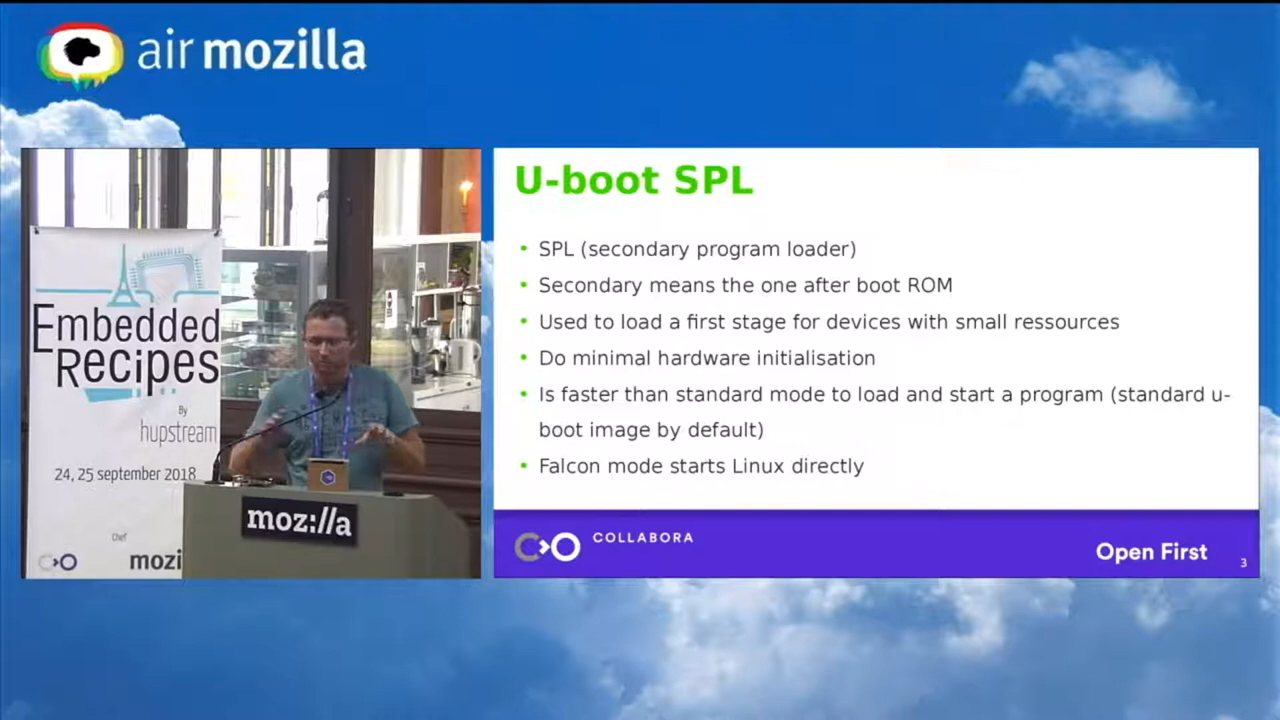 air mozilla
Embedded
Recipes
By
hupstream
24, 25 september 2018
Chef
mozi
moz://a
U-boot SPL
• SPL (secondary program loader)
• Secondary means the one after boot ROM
• Used to load a first stage for devices with small ressources
• Do minimal hardware initialisation
• Is faster than standard mode to load and start a program (standard u-
boot image by default)
• Falcon mode starts Linux directly
COLLABORA
Open First
3